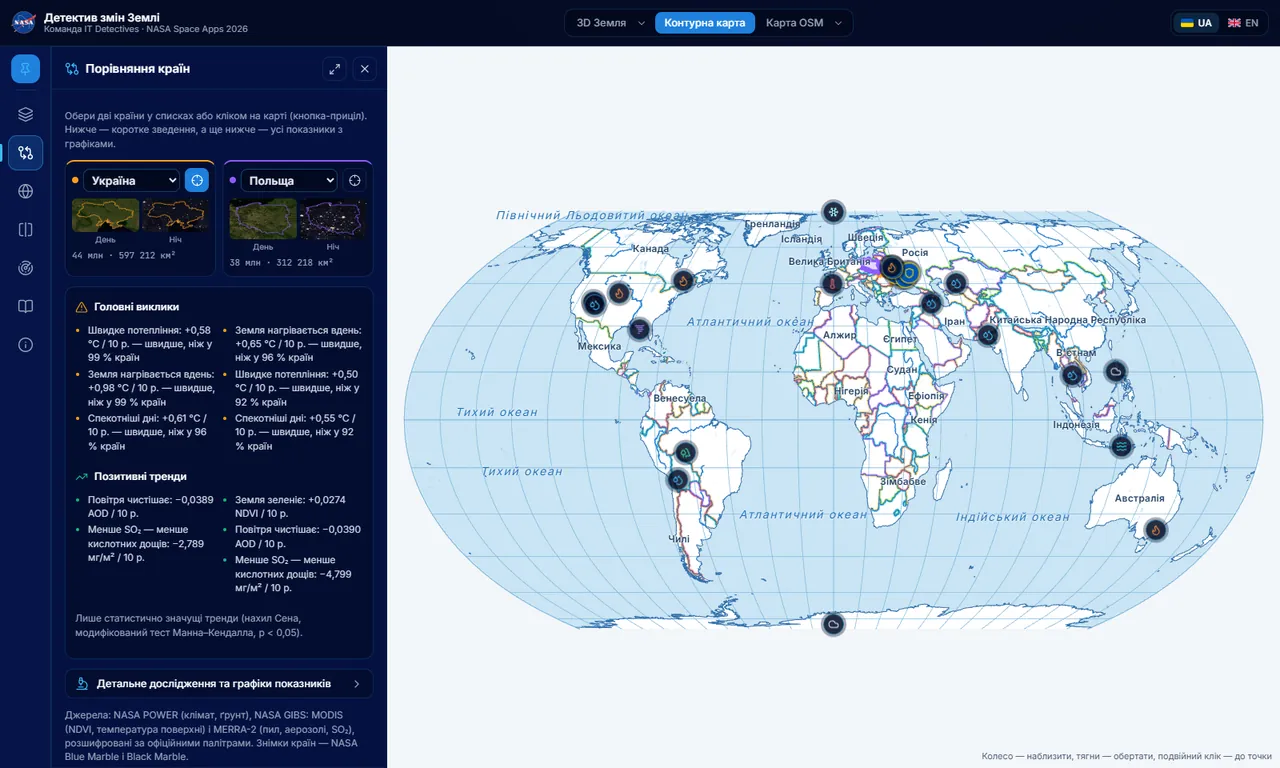 NASA
Детектив змін Землі
Команда IT Detectives · NASA Space Apps 2026
3D Земля
Контурна карта
Карта OSM
UA
EN
Порівняння країн
Обери дві країни у списках або кліком на карті (кнопка-приціл).
Нижче — коротке зведення, а ще нижче — усі показники з
графіками.
Україна
День
Ніч
44 млн · 597 212 км²
Польща
День
Ніч
38 млн · 312 218 км²
Головні виклики
Швидке потепління: +0,58
°C / 10 р. — швидше, ніж у
99 % країн
Земля нагрівається вдень:
+0,98 °C / 10 р. — швидше,
ніж у 99 % країн
Спекотніші дні: +0,61 °C /
10 р. — швидше, ніж у 96
% країн
Земля нагрівається вдень:
+0,65 °C / 10 р. — швидше,
ніж у 96 % країн
Швидке потепління: +0,50
°C / 10 р. — швидше, ніж у
92 % країн
Спекотніші дні: +0,55 °C /
10 р. — швидше, ніж у 92
% країн
Позитивні тренди
Повітря чистішає: −0,0389
AOD / 10 р.
Менше SO₂ — менше
кислотних дощів: −2,789
мг/м² / 10 р.
Земля зеленіє: +0,0274
NDVI / 10 р.
Повітря чистішає: −0,0390
AOD / 10 р.
Менше SO₂ — менше
кислотних дощів: −4,799
мг/м² / 10 р.
Лише статистично значущі тренди (нахил Сена,
модифікований тест Манна–Кендалла, p < 0,05).
Детальне дослідження та графіки показників
Джерела: NASA POWER (клімат, ґрунт), NASA GIBS: MODIS
(NDVI, температура поверхні) і MERRA-2 (пил, аерозолі, SO₂),
розшифровані за офіційними палітрами. Знімки країн — NASA
Blue Marble і Black Marble.
Північний Льодовитий океан
Гренландія
Ісландія
Швеція
Канада
Росія
Велика Британія
Атлантичний океан
Іран
Китайська Народна Республіка
Алжир
Єгипет
Мексика
В'єтнам
Судан
Нігерія
Ефіопія
Венесуела
Тихий океан
Кенія
Індонезія
Тихий океан
Зімбабве
Австралія
Атлантичний океан
Індійський океан
Чилі
Колесо — наблизити, тягни — обертати, подвійний клік — до точки